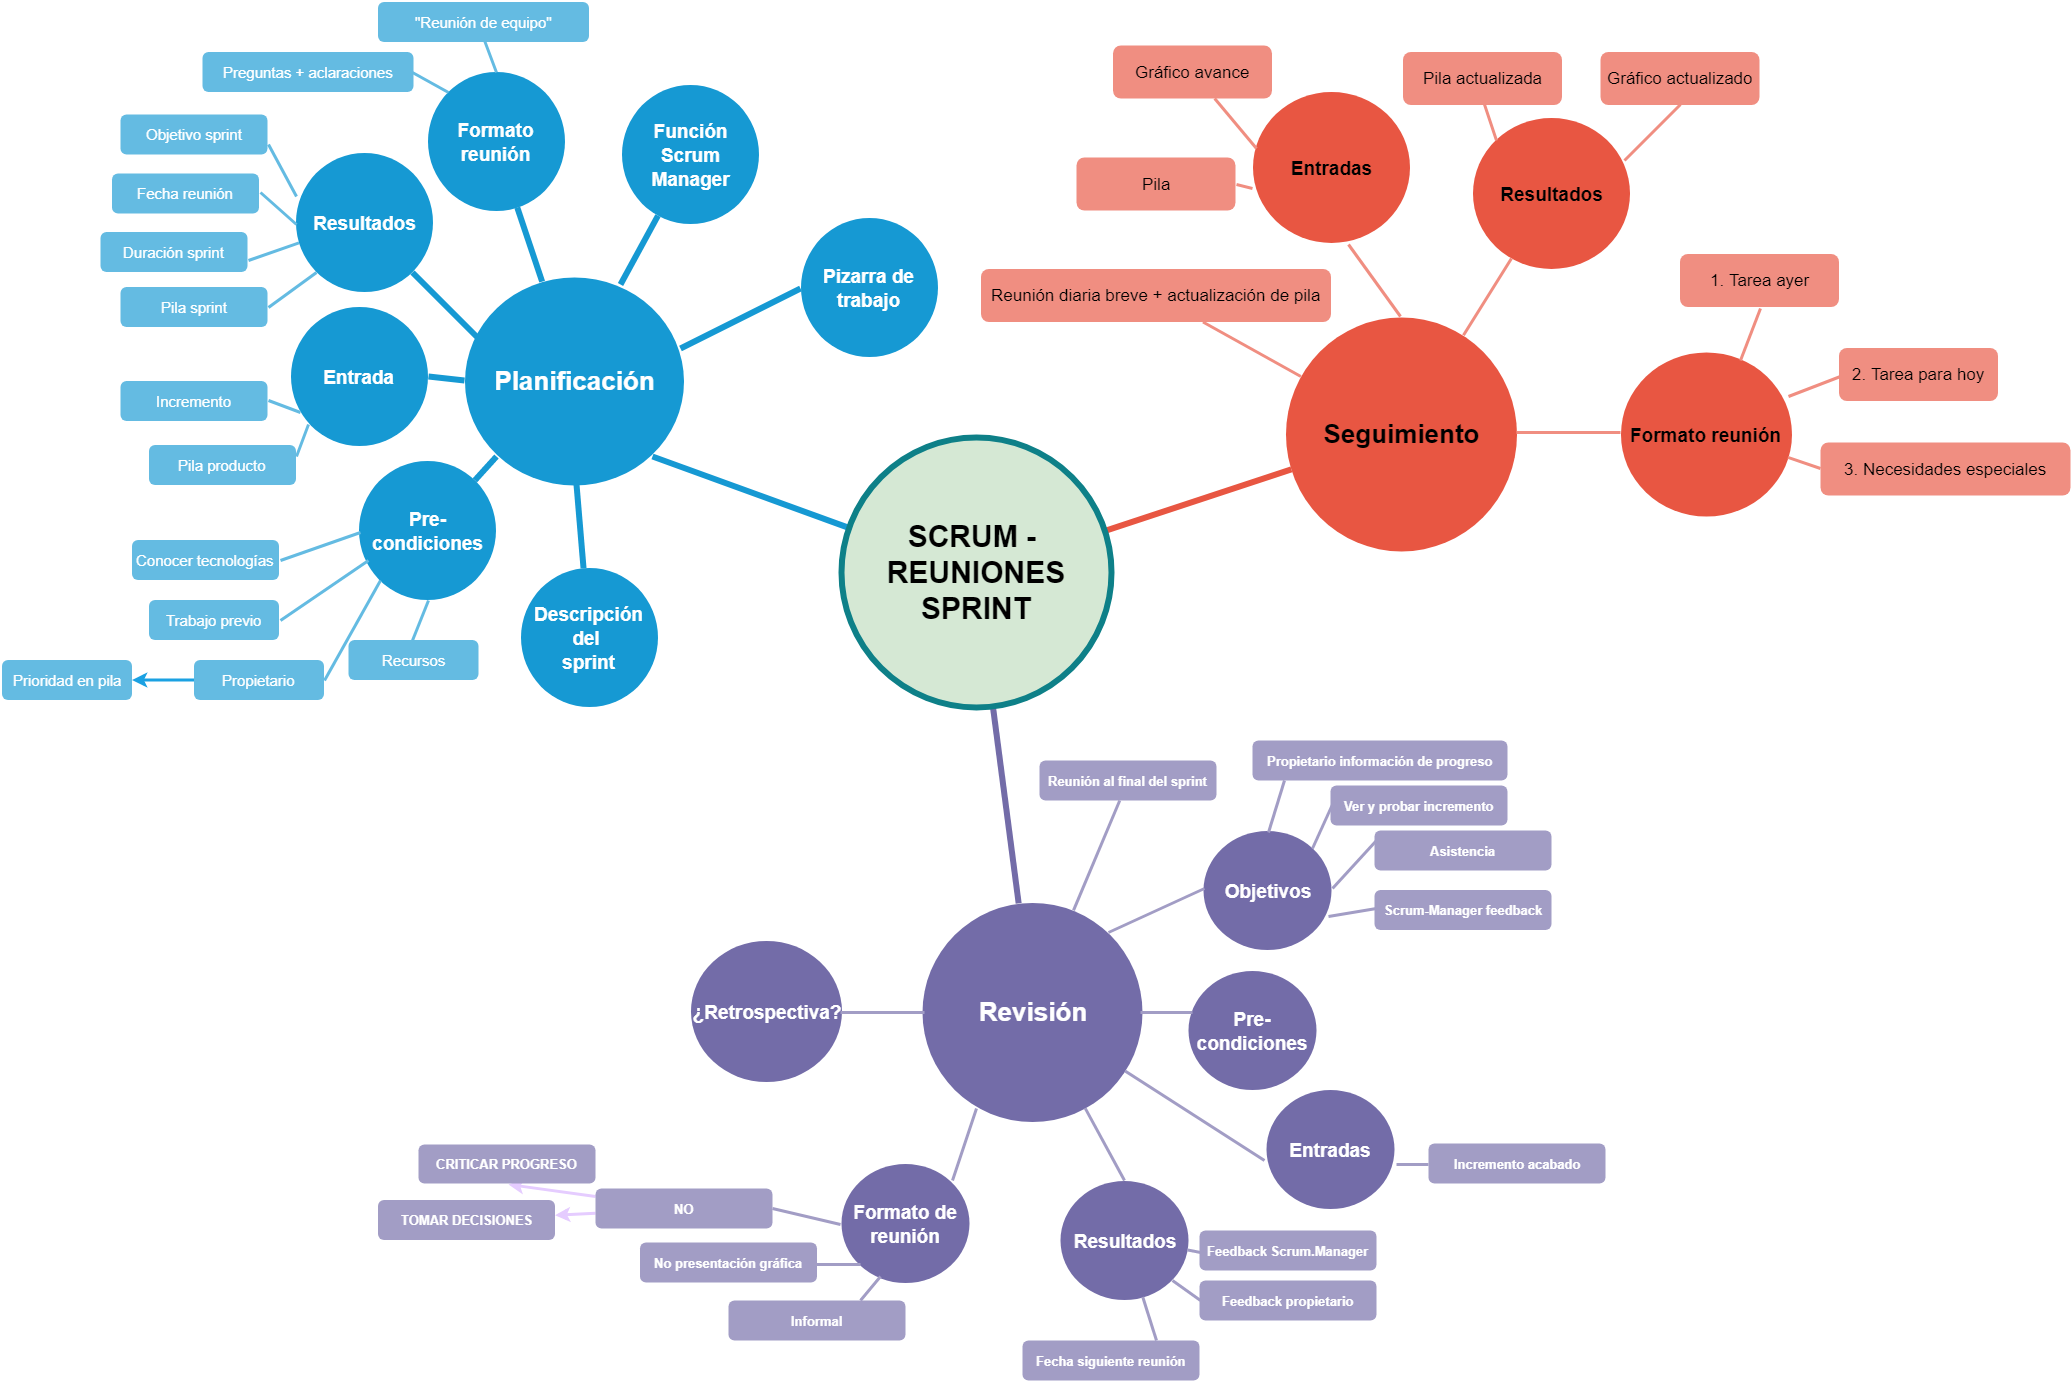 "Reunión de equipo"
Preguntas + aclaraciones
Formato
reunión
Función
Scrum
Manager
Objetivo sprint
Fecha reunión
Duración sprint
Pila sprint
Resultados
Pizarra de
trabajo
Entrada
Incremento
Pila producto
Planificación
Pre-
condiciones
Conocer tecnologías
Trabajo previo
Propietario
Prioridad en pila
Recursos
Descripción
del
sprint
SCRUM -
REUNIONES
SPRINT
Gráfico avance
Pila
Entradas
Pila actualizada
Gráfico actualizado
Resultados
Reunión diaria breve + actualización de pila
Seguimiento
Formato reunión
1. Tarea ayer
2. Tarea para hoy
3. Necesidades especiales
Reunión al final del sprint
Propietario información de progreso
Ver y probar incremento
Asistencia
Scrum-Manager feedback
Objetivos
¿Retrospectiva?
Revisión
Pre-
condiciones
Entradas
Incremento acabado
CRITICAR PROGRESO
TOMAR DECISIONES
NO
No presentación gráfica
Informal
Formato de
reunión
Resultados
Feedback Scrum.Manager
Feedback propietario
Fecha siguiente reunión